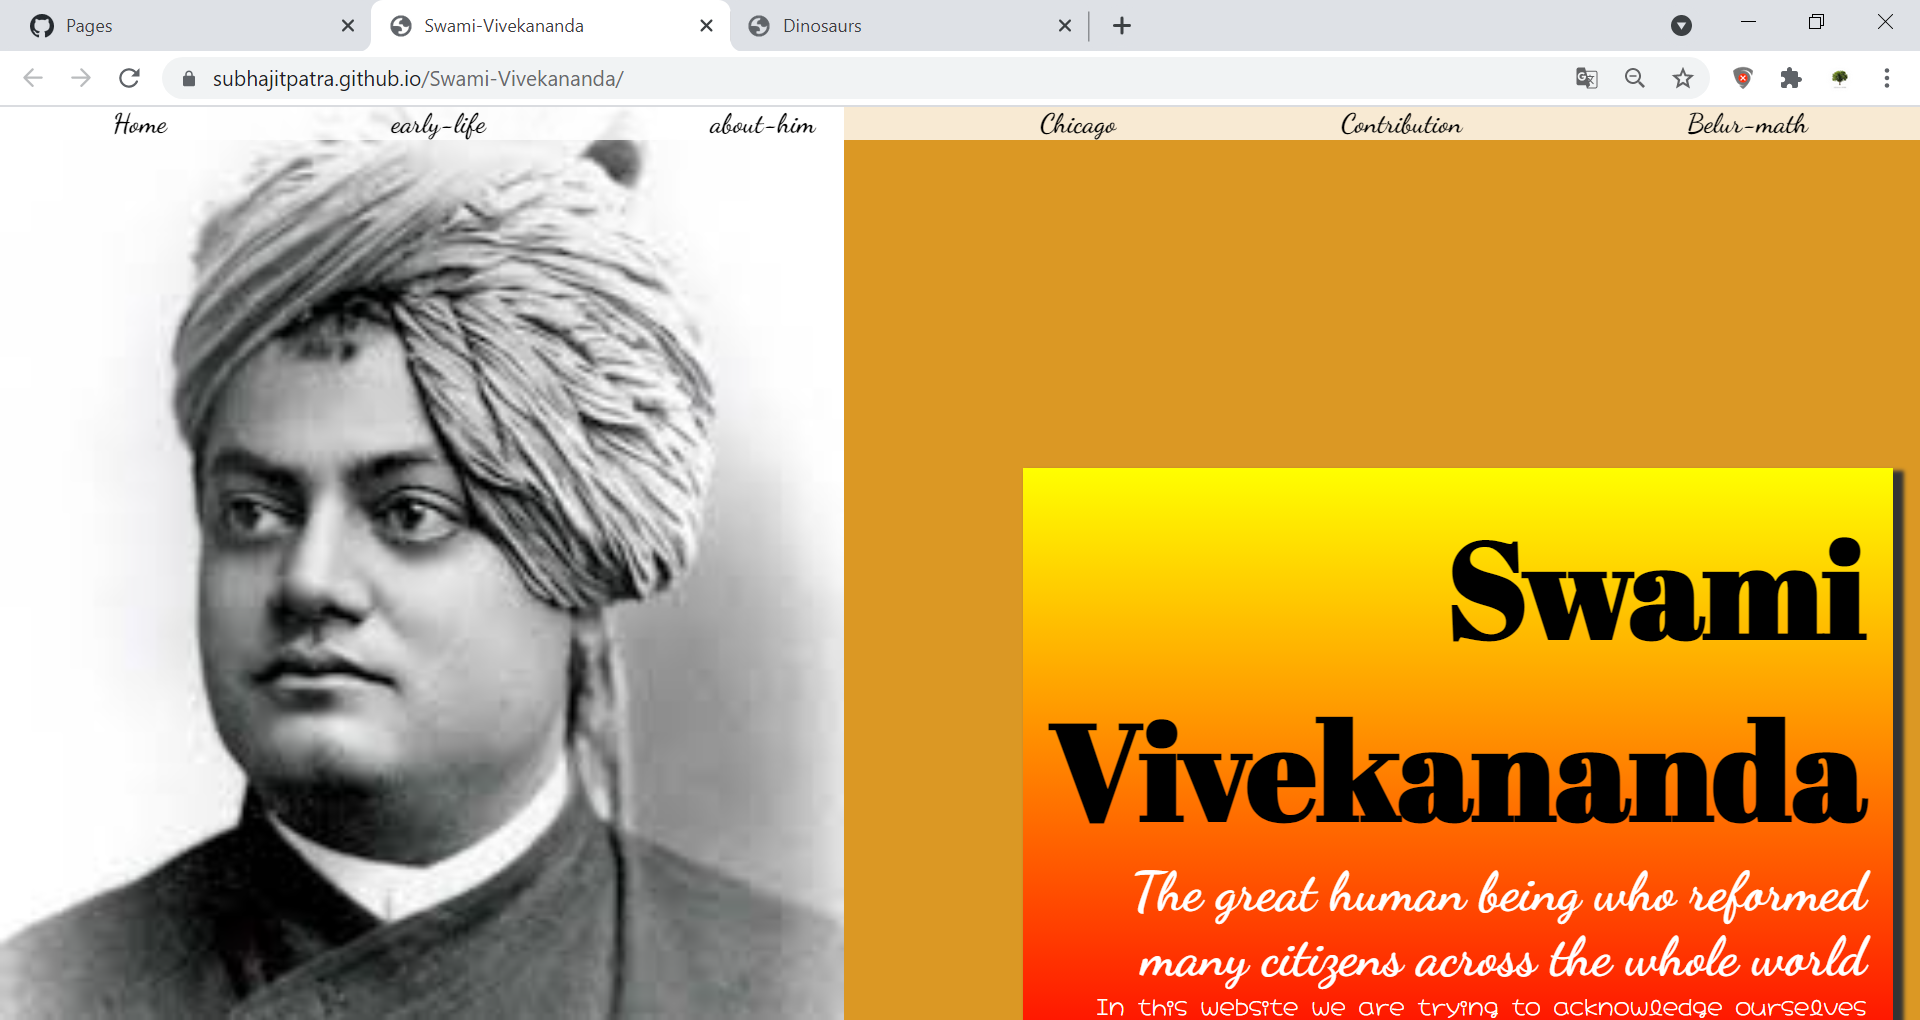 Pages
Swami-Vivekananda
Dinosaurs
subhajitpatra.github.io/Swami-Vivekananda/
Home early-life about-him Chicago Contribution Belur-math
Swami
Vivekananda
The great human being who reformed
many citizens across the whole world
In this website we are trying to acknowledge ourselves